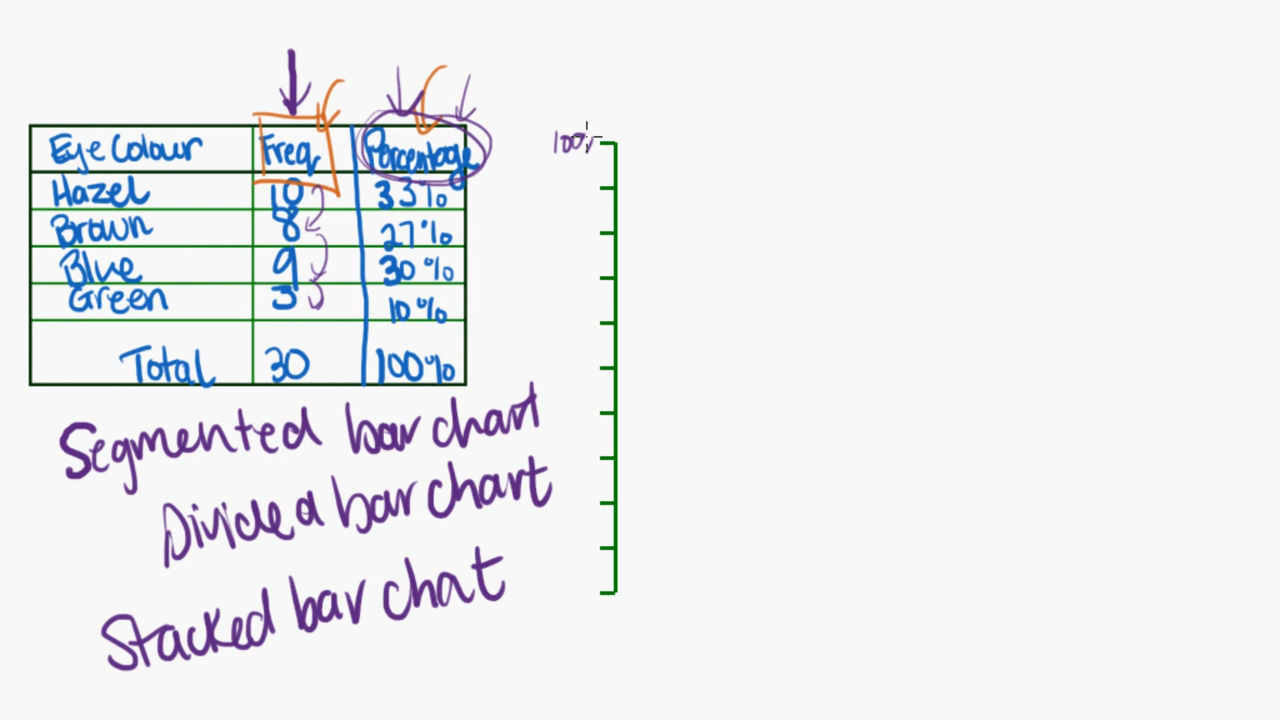 Eye Colour Freq Percentage
Hazel 10 33%
Brown 8 27%
Blue 9 30%
Green 3 10%
Total 30 100%
Segmented bar chart
Divided bar chart
Stacked bar chat
100%